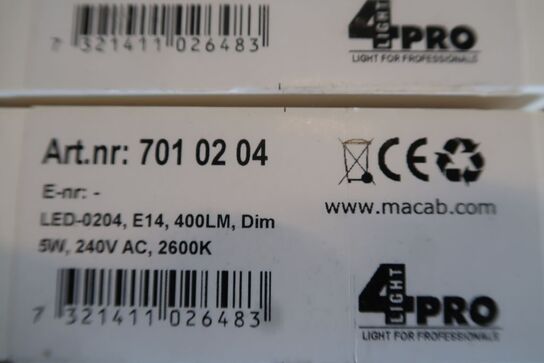 7 321411 026483
4 LIGHT PRO
LIGHT FOR PROFESSIONALS
Art.nr: 701 02 04
E-nr: -
LED-0204, E14, 400LM, Dim
5W, 240V AC, 2600K
7 321411 026483
CE
www.macab.com
4 LIGHT PRO
LIGHT FOR PROFESSIONALS